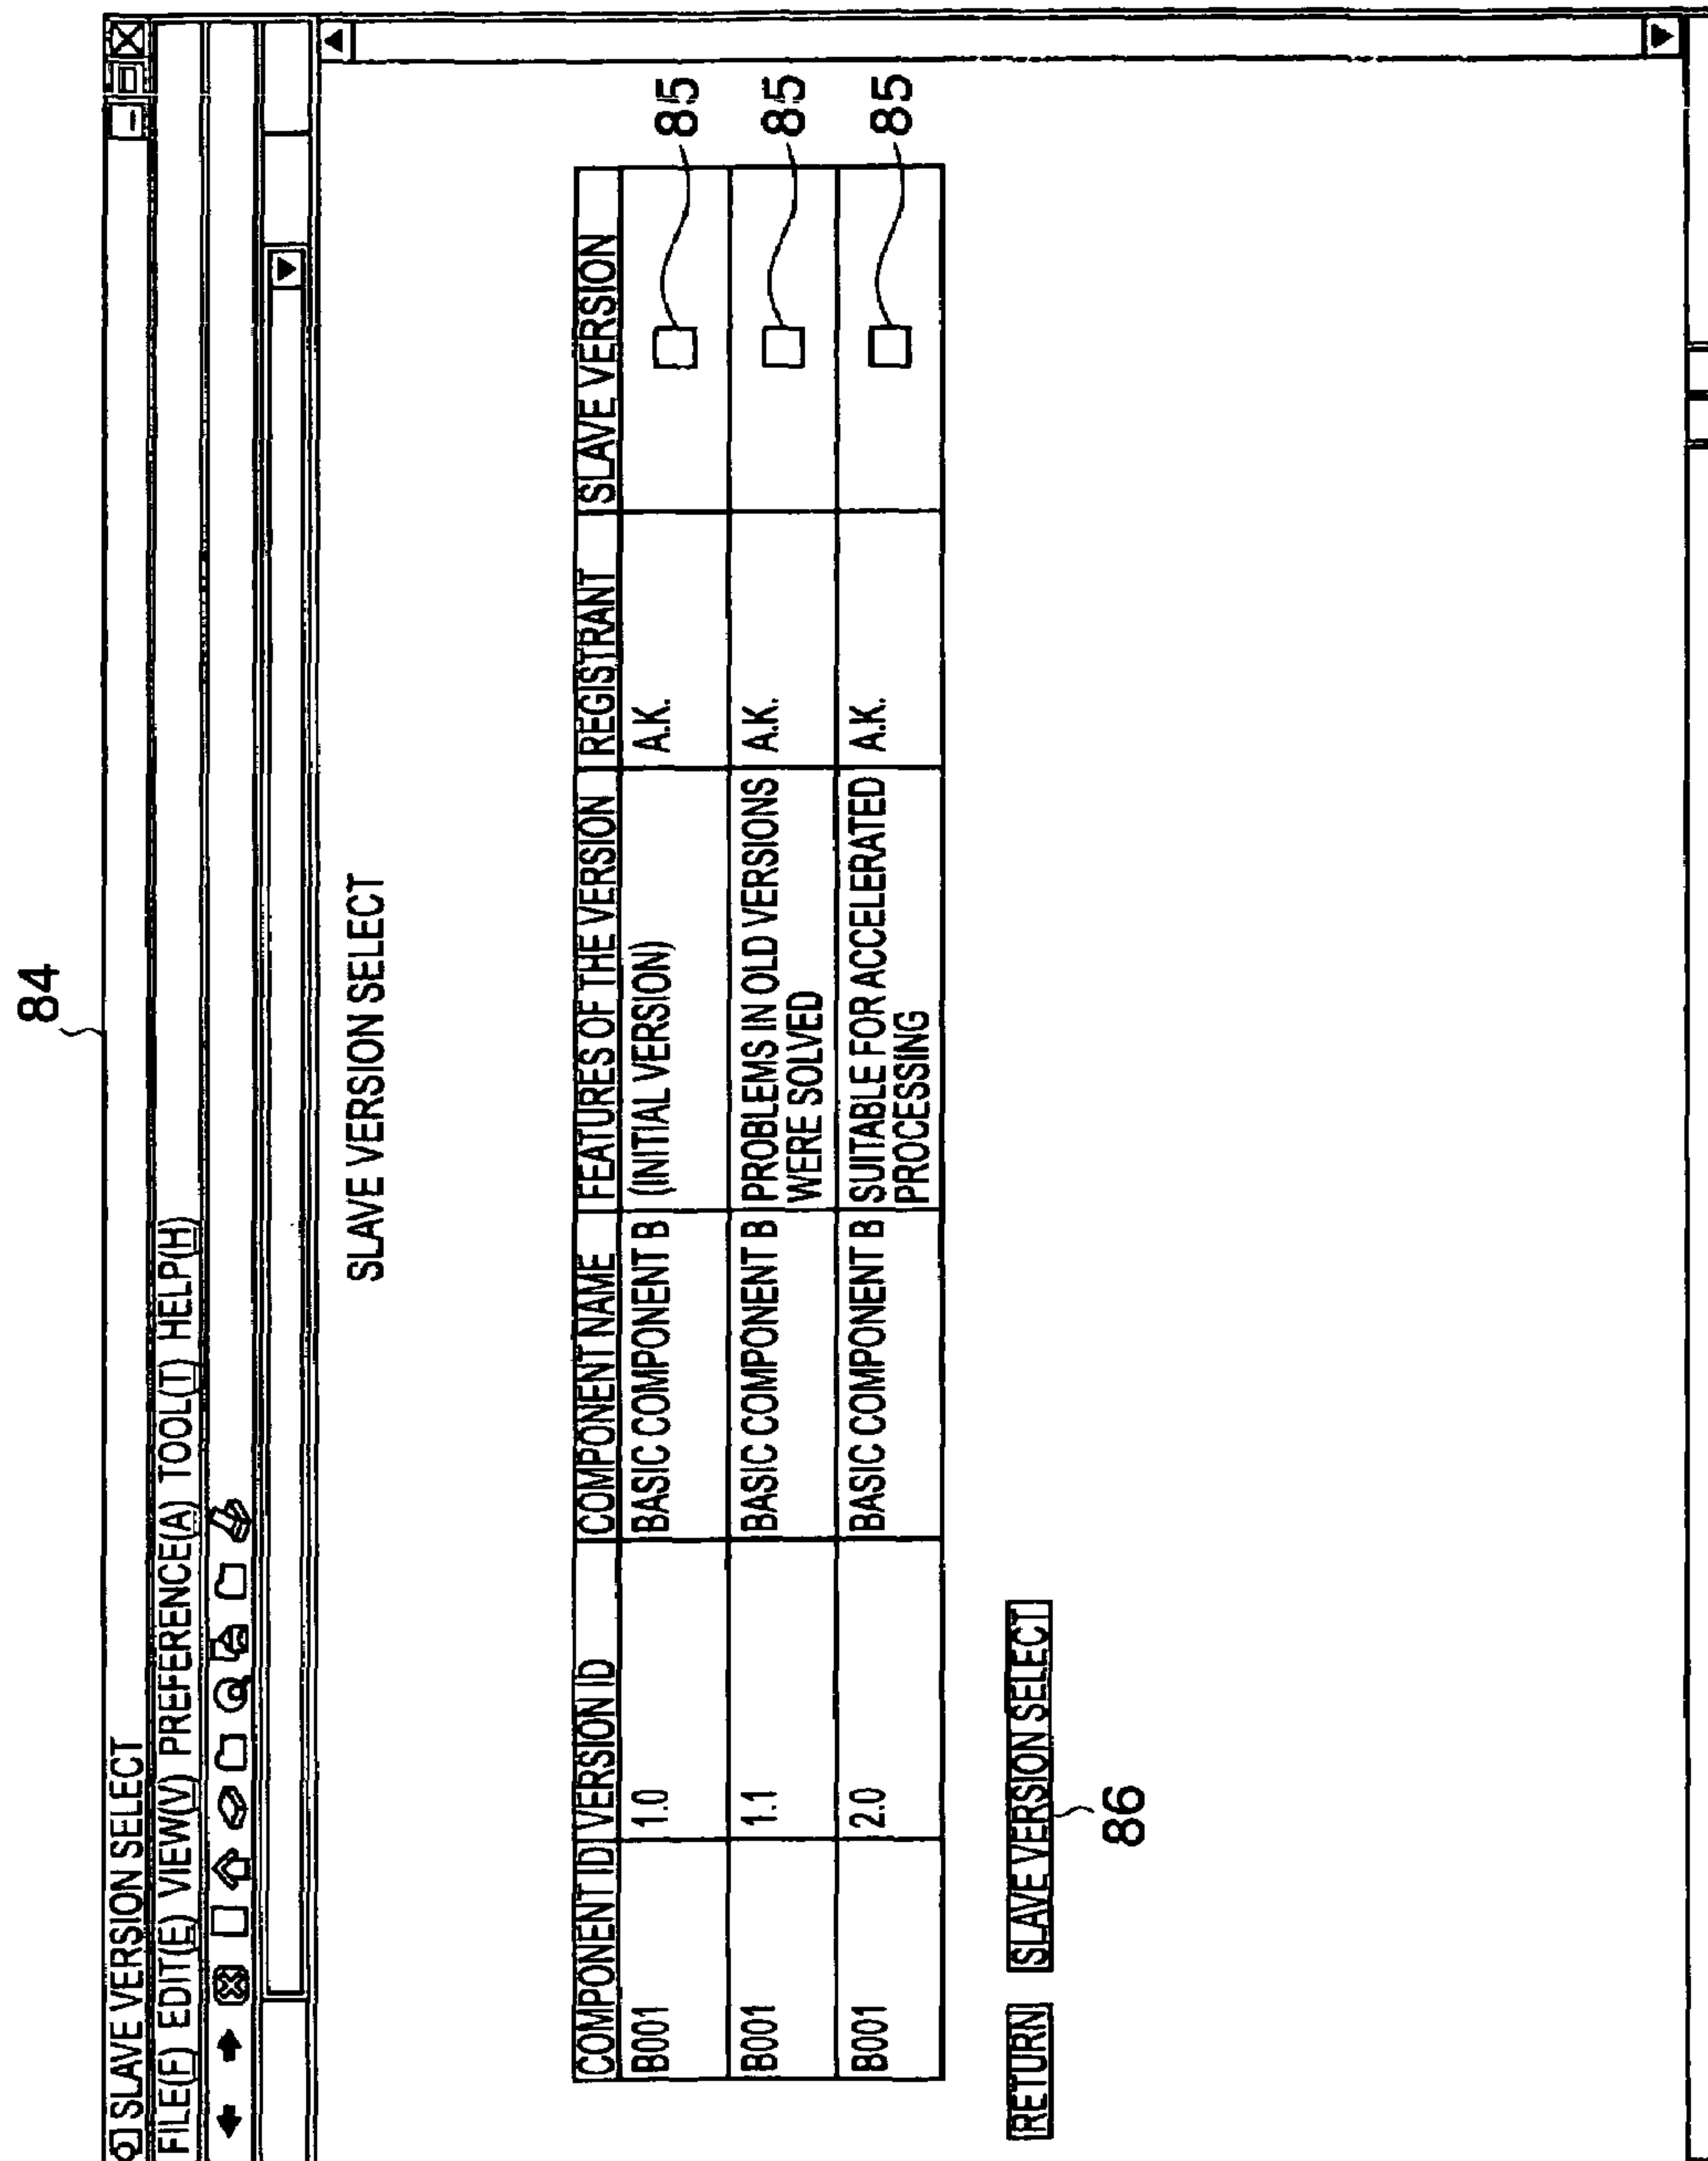 84
SLAVE VERSION SELECT
FILE(F) EDIT(E) VIEW(V) PREFERENCE(A) TOOL(T) HELP(H)
SLAVE VERSION SELECT
COMPONENT ID VERSION ID COMPONENT NAME FEATURES OF THE VERSION REGISTRANT SLAVE VERSION
B001 1.0 BASIC COMPONENT B (INITIAL VERSION) A.K. 85
B001 1.1 BASIC COMPONENT B PROBLEMS IN OLD VERSIONS A.K. 85
WERE SOLVED
B001 2.0 BASIC COMPONENT B SUITABLE FOR ACCELERATED A.K. 85
PROCESSING
RETURN SLAVE VERSION SELECT
86